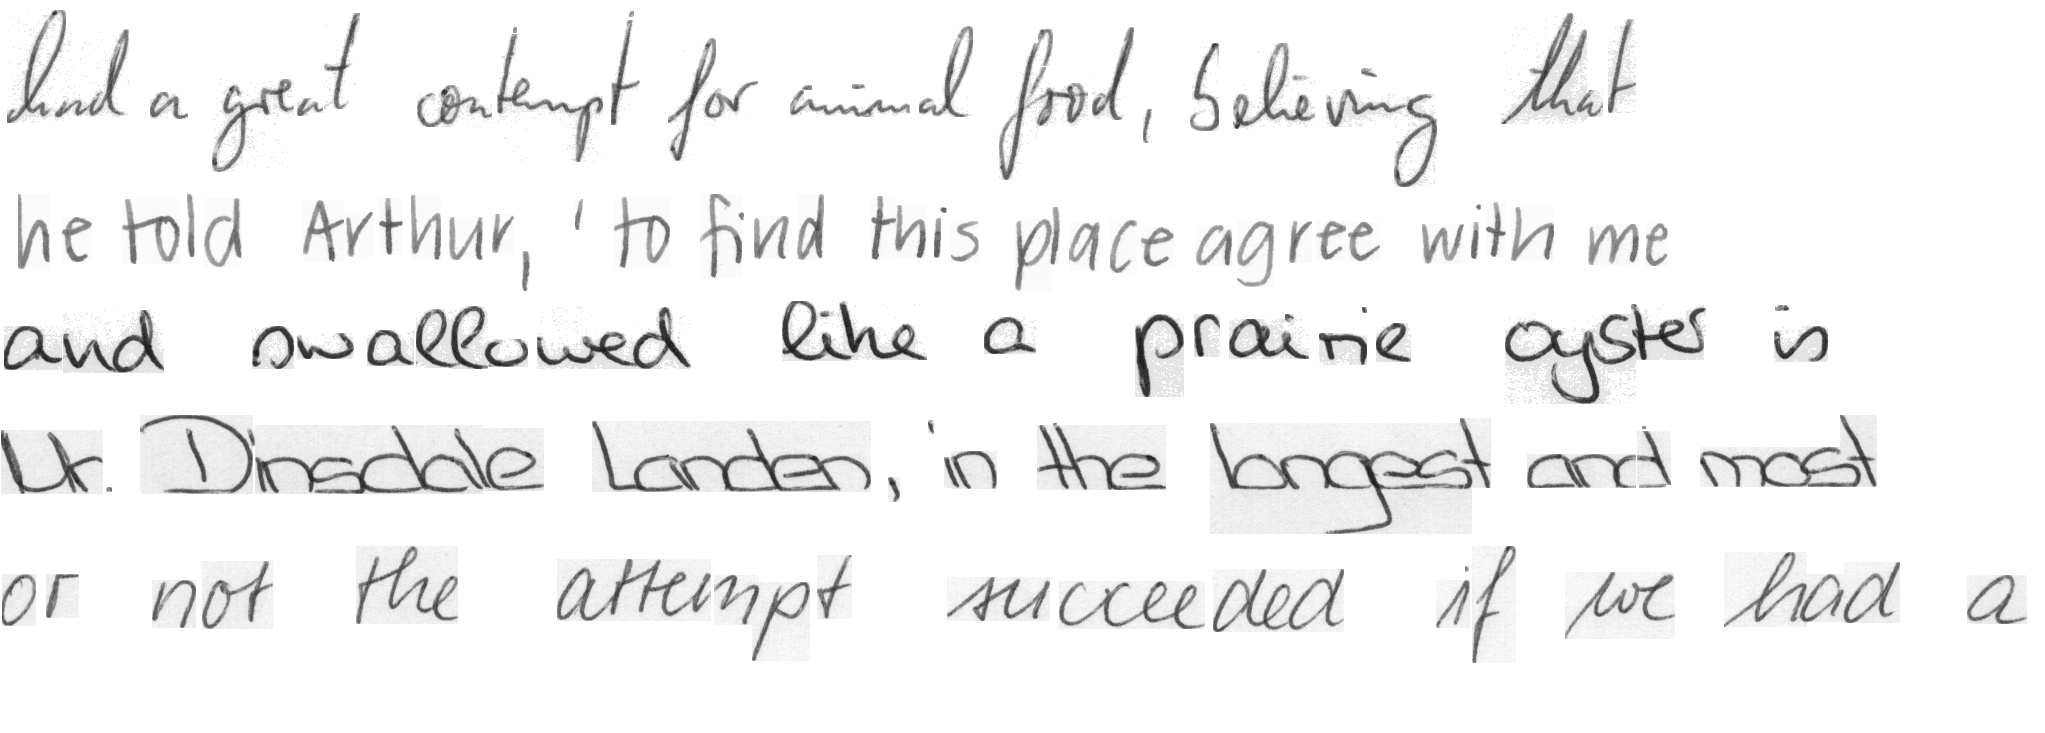 had a great contempt for animal food, believing that
he told Arthur, ' to find this place agree with me
and swallowed like a prairie oyster is
Mr. Dinsdale Landen, in the longest and most
or not the attempt succeeded if we had a